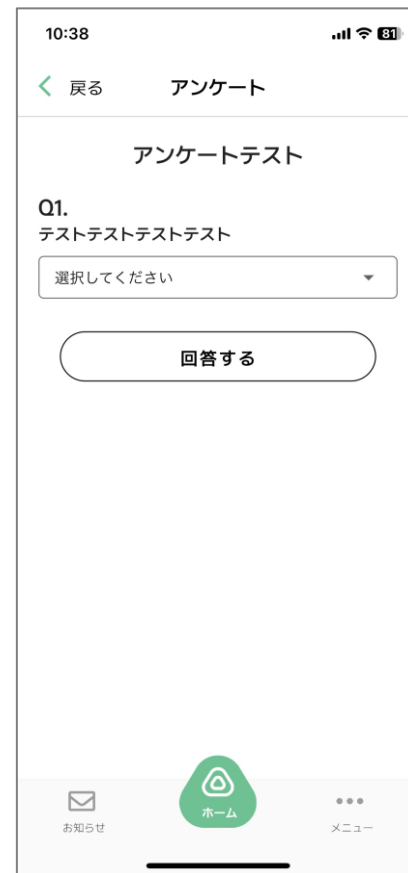 10:38
81
戻る
アンケート
アンケートテスト
Q1.
テストテストテストテスト
選択してください
回答する
お知らせ
ホーム
メニュー